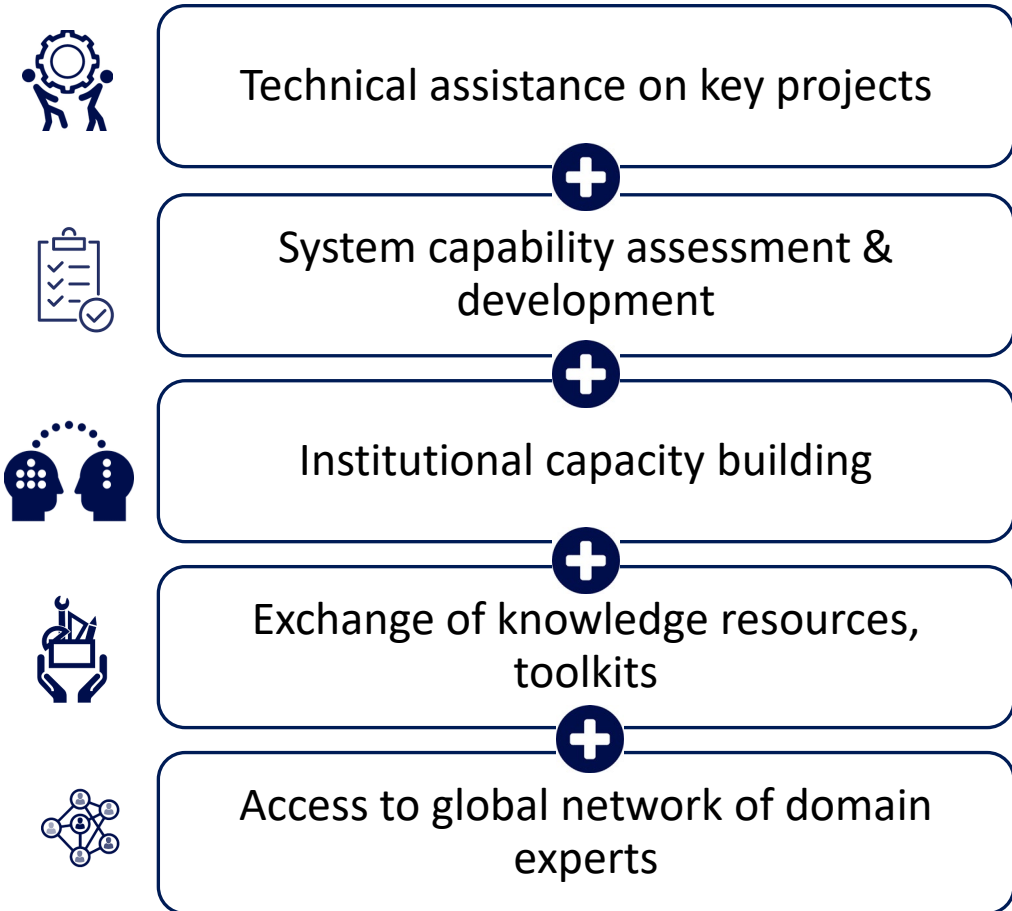 Technical assistance on key projects
System capability assessment &
development
Institutional capacity building
Exchange of knowledge resources,
toolkits
Access to global network of domain
experts